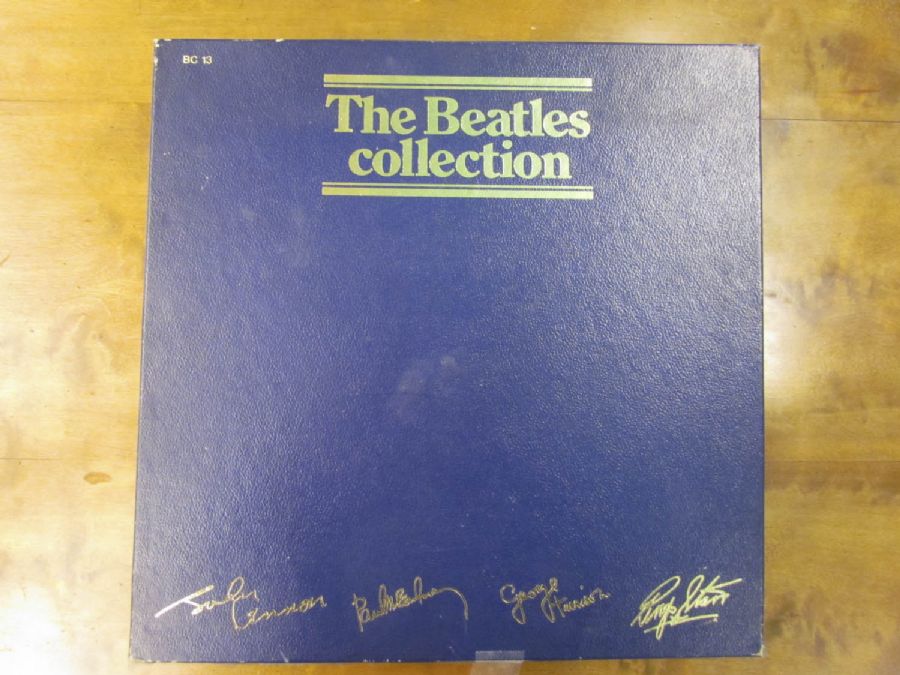 BC 13
The Beatles
collection
John Lennon Paul McCartney George Harrison Ringo Starr